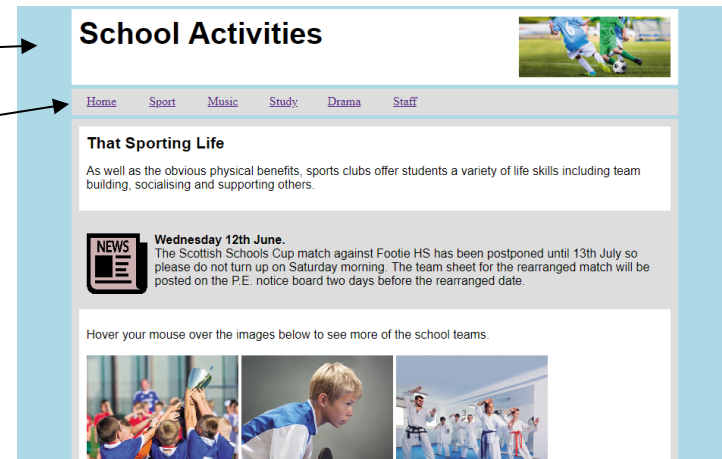 School Activities
Home Sport Music Study Drama Staff
That Sporting Life
As well as the obvious physical benefits, sports clubs offer students a variety of life skills including team
building, socialising and supporting others.
NEWS
Wednesday 12th June.
The Scottish Schools Cup match against Footie HS has been postponed until 13th July so
please do not turn up on Saturday morning. The team sheet for the rearranged match will be
posted on the P.E. notice board two days before the rearranged date.
Hover your mouse over the images below to see more of the school teams.